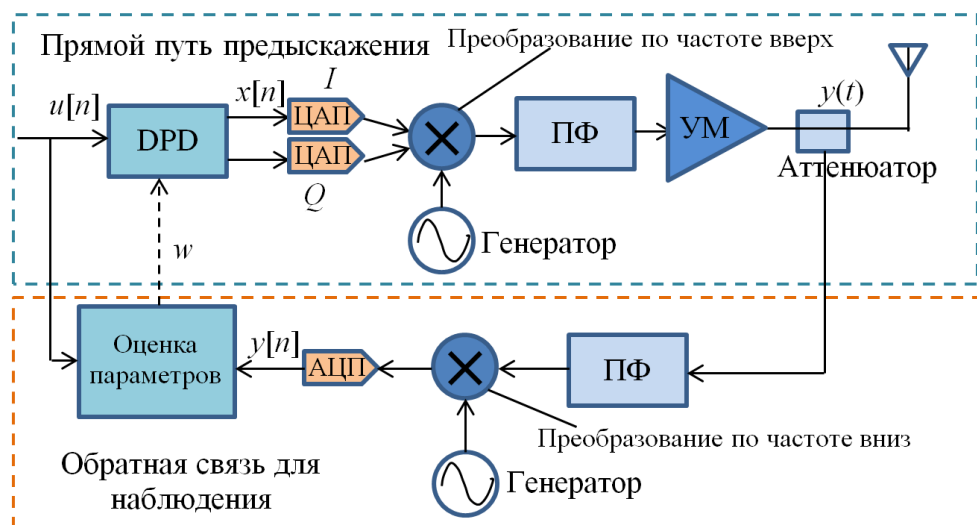 Прямой путь предыскажения
Преобразование по частоте вверх
u[n]
DPD
x[n]
I
ЦАП
ЦАП
Q
ПФ
УМ
y(t)
Аттенюатор
Генератор
w
Оценка
параметров
y[n]
АЦП
ПФ
Преобразование по частоте вниз
Генератор
Обратная связь для
наблюдения